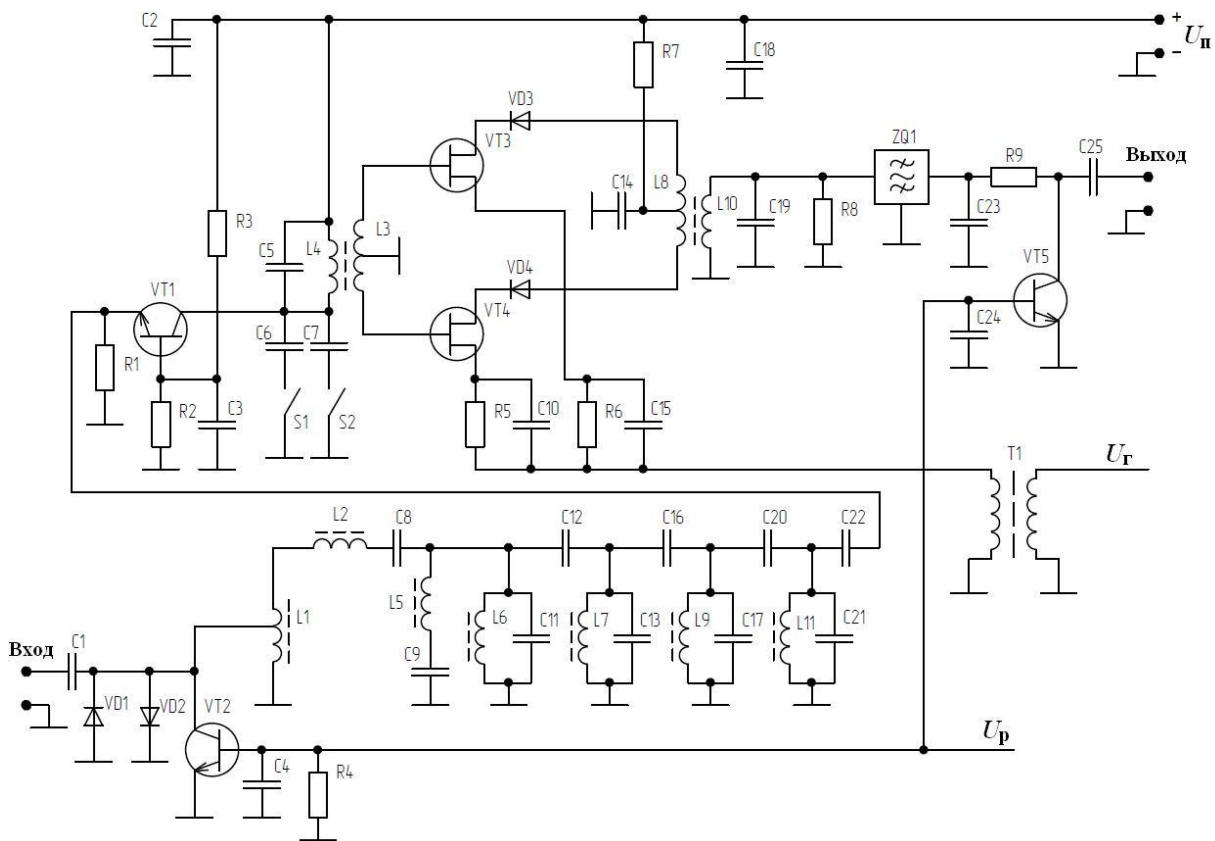 C2
R7
C18
+
Uп
−
VD3
VT3
ZQ1
C25
Выход
R9
C14
L8
L10
C19
R8
C23
R3
L3
C5
L4
VT5
VT1
VD4
VT4
C24
C6
C7
R1
R2
C3
S1
S2
R5
C10
R6
C15
T1
Uг
L2
C8
C12
C16
C20
C22
L5
L1
L6
C11
L7
C13
L9
C17
L11
C21
Вход
C1
C9
VD1
VD2
VT2
Uр
C4
R4